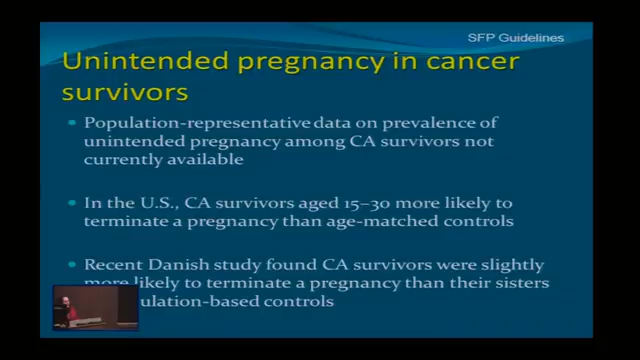 SFP Guidelines
Unintended pregnancy in cancer
survivors
Population-representative data on prevalence of
unintended pregnancy among CA survivors not
currently available
In the U.S., CA survivors aged 15–30 more likely to
terminate a pregnancy than age-matched controls
Recent Danish study found CA survivors were slightly
more likely to terminate a pregnancy than their sisters
ulation-based controls